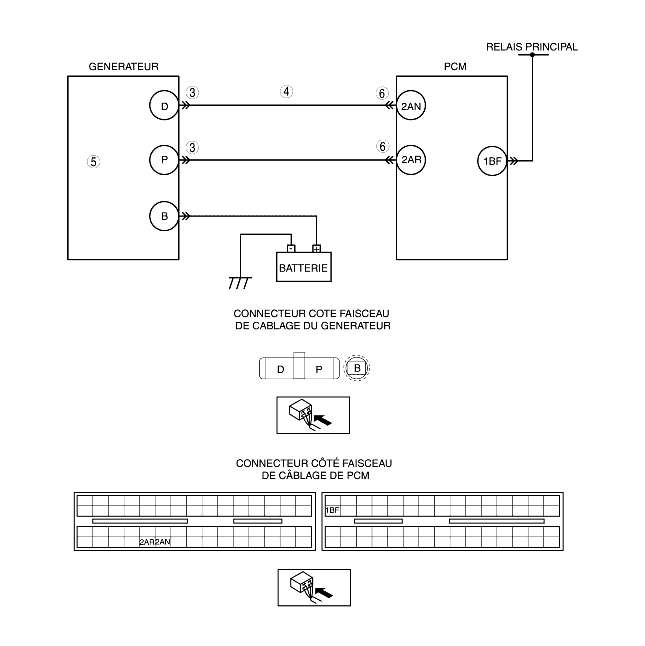 RELAIS PRINCIPAL
GENERATEUR
PCM
D
3
4
6
2AN
5
P
3
6
2AR
1BF
B
-
+
BATTERIE
CONNECTEUR COTE FAISCEAU
DE CABLAGE DU GENERATEUR
D
P
B
CONNECTEUR CÔTÉ FAISCEAU
DE CÂBLAGE DE PCM
1BF
2AR2AN